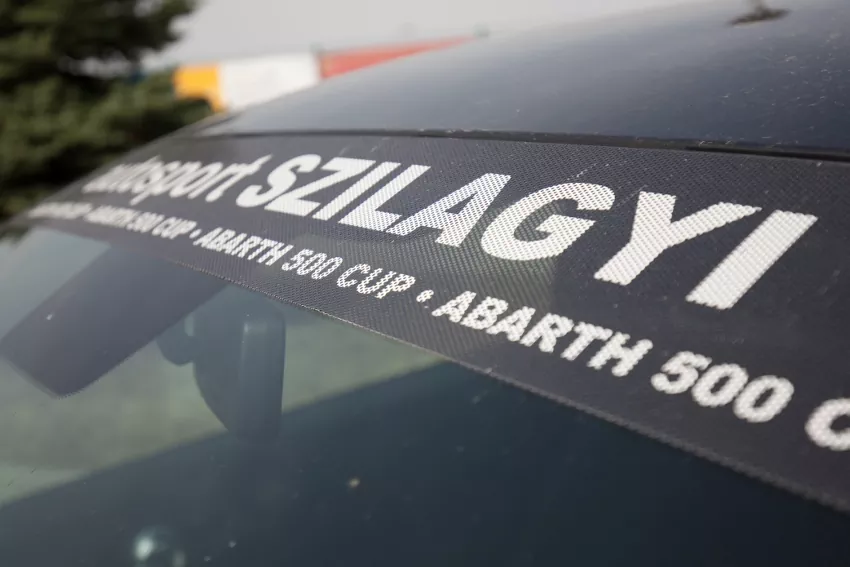 autosport SZILAGYI
ABARTH 500 CUP • ABARTH 500 CUP • ABARTH 500 C